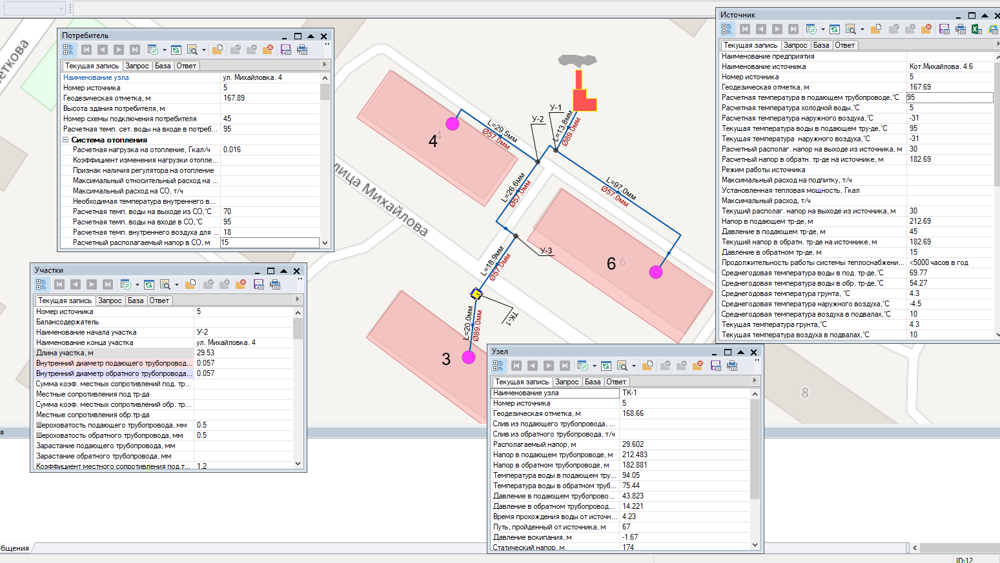 Потребитель
Текущая запись Запрос База Ответ
Наименование узла ул. Михайловка. 4
Номер источника 5
Геодезическая отметка, м 167.89
Высота здания потребителя, м
Номер схемы подключения потребителя 45
Расчетная темп. сет. воды на входе в потреб... 95
Система отопления
Расчетная нагрузка на отопление, Гкал/ч 0.016
Коэффициент изменения нагрузки отопле...
Признак наличия регулятора на отопление
Максимальный относительный расход на ...
Максимальный расход на СО, т/ч
Необходимая температура внутреннего в...
Расчетная темп. воды на выходе из СО,°С 70
Расчетная темп. воды на входе в СО,°С 95
Расчетная темп. внутреннего воздуха для ... 18
Расчетный располагаемый напор в СО, м 15
Участки
Текущая запись Запрос База Ответ
Номер источника 5
Балансодержатель
Наименование начала участка У-2
Наименование конца участка ул. Михайловка. 4
Длина участка, м 29.53
Внутренний диаметр подающего трубопровод... 0.057
Внутренний диаметр обратного трубопровода... 0.057
Сумма коэф. местных сопротивлений под. тр...
Местные сопротивления под.тр-да
Сумма коэф. местных сопротивлений обр. тр...
Местные сопротивления обр.тр-да
Шероховатость подающего трубопровода, мм 0.5
Шероховатость обратного трубопровода, мм 0.5
Зарастание подающего трубопровода, мм
Зарастание обратного трубопровода, мм
Коэффициент местного сопротивления под.т... 1.2
Источник
Текущая запись Запрос База Ответ
Наименование предприятия
Наименование источника Кот.Михайлова. 4.6
Номер источника 5
Геодезическая отметка, м 167.69
Расчетная температура в подающем трубопроводе,°С 95
Расчетная температура холодной воды,°С 5
Расчетная температура наружного воздуха,°С -31
Текущая температура воды в подающем тру-де,°С 95
Текущая температура наружного воздуха,°С -31
Расчетный располаг. напор на выходе из источника, м 30
Расчетный напор в обратн. тр-де на источнике, м 182.69
Режим работы источника
Максимальный расход на подпитку, т/ч
Установленная тепловая мощность, Гкал
Максимальный расход, т/ч
Текущий располаг. напор на выходе из источника, м 30
Напор в подающем тр-де, м 212.69
Давление в подающем тр-де, м 45
Текущий напор в обратн. тр-де на источнике, м 182.69
Давление в обратном тр-де, м 15
Продолжительность работы системы теплоснабжени... <5000 часов в год
Среднегодовая температура воды в под. тр-де,°С 69.77
Среднегодовая температура воды в обр. тр-де,°С 54.27
Среднегодовая температура грунта, °С 4.3
Среднегодовая температура наружного воздуха,°С -4.5
Среднегодовая температура воздуха в подвалах,°С 10
Текущая температура грунта,°С 4.3
Текущая температура воздуха в подвалах,°С 10
Узел
Текущая запись Запрос База Ответ
Наименование узла ТК-1
Номер источника 5
Геодезическая отметка, м 168.66
Слив из подающего трубопровода, ...
Слив из обратного трубопровода, т/ч
Располагаемый напор, м 29.602
Напор в подающем трубопроводе, м 212.483
Напор в обратном трубопроводе, м 182.881
Температура воды в подающем тру... 94.05
Температура воды в обратном труб... 75.44
Давление в подающем трубопрово... 43.823
Давление в обратном трубопровод... 14.221
Время прохождения воды от источн... 4.23
Путь, пройденный от источника, м 67
Давление вскипания, м -1.67
Статический напор, м 174
еткова
лица Михайлова
У-1
У-2
У-3
ТК-1
L=13.8мм
Ø89.0мм
L=29.5мм
Ø57.0мм
L=26.6мм
Ø57.0мм
L=97.0мм
Ø57.0мм
L=18.9мм
Ø57.0мм
L=20.0мм
Ø89.0мм
4
4
6
6
3
8
я
общения
ID:12